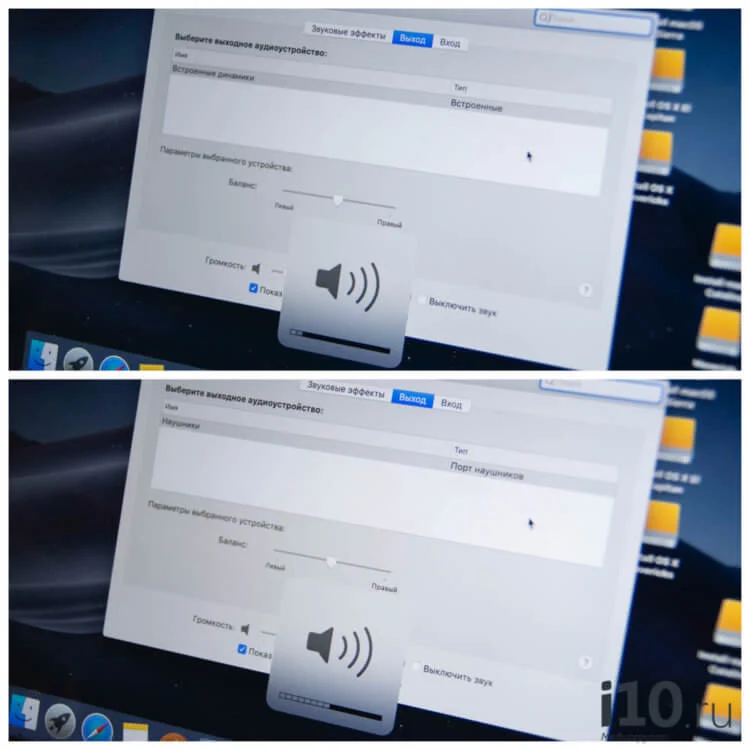 Звуковые эффекты
Выход
Вход
Выберите выходное аудиоустройство:
Имя
Тип
Встроенные динамики
Встроенные
Параметры выбранного устройства:
Баланс:
Левый
Правый
Громкость:
Показ
Выключить звук
?
Звуковые эффекты
Выход
Вход
Выберите выходное аудиоустройство:
Имя
Тип
Наушники
Порт наушников
Параметры выбранного устройства:
Баланс:
Левый
Правый
Громкость:
Показ
Выключить звук
?
i10.ru